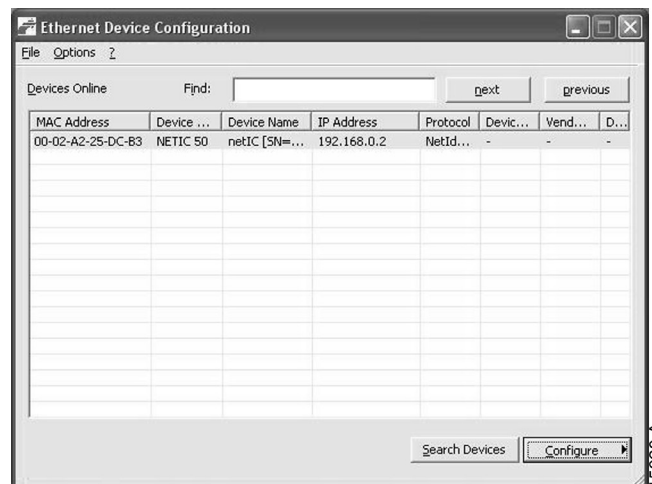 Ethernet Device Configuration
File Options ?
Devices Online Find: next previous
MAC Address Device ... Device Name IP Address Protocol Devic... Vend... D...
00-02-A2-25-DC-B3 NETIC 50 netIC [SN=... 192.168.0.2 NetId... - - -
Search Devices Configure